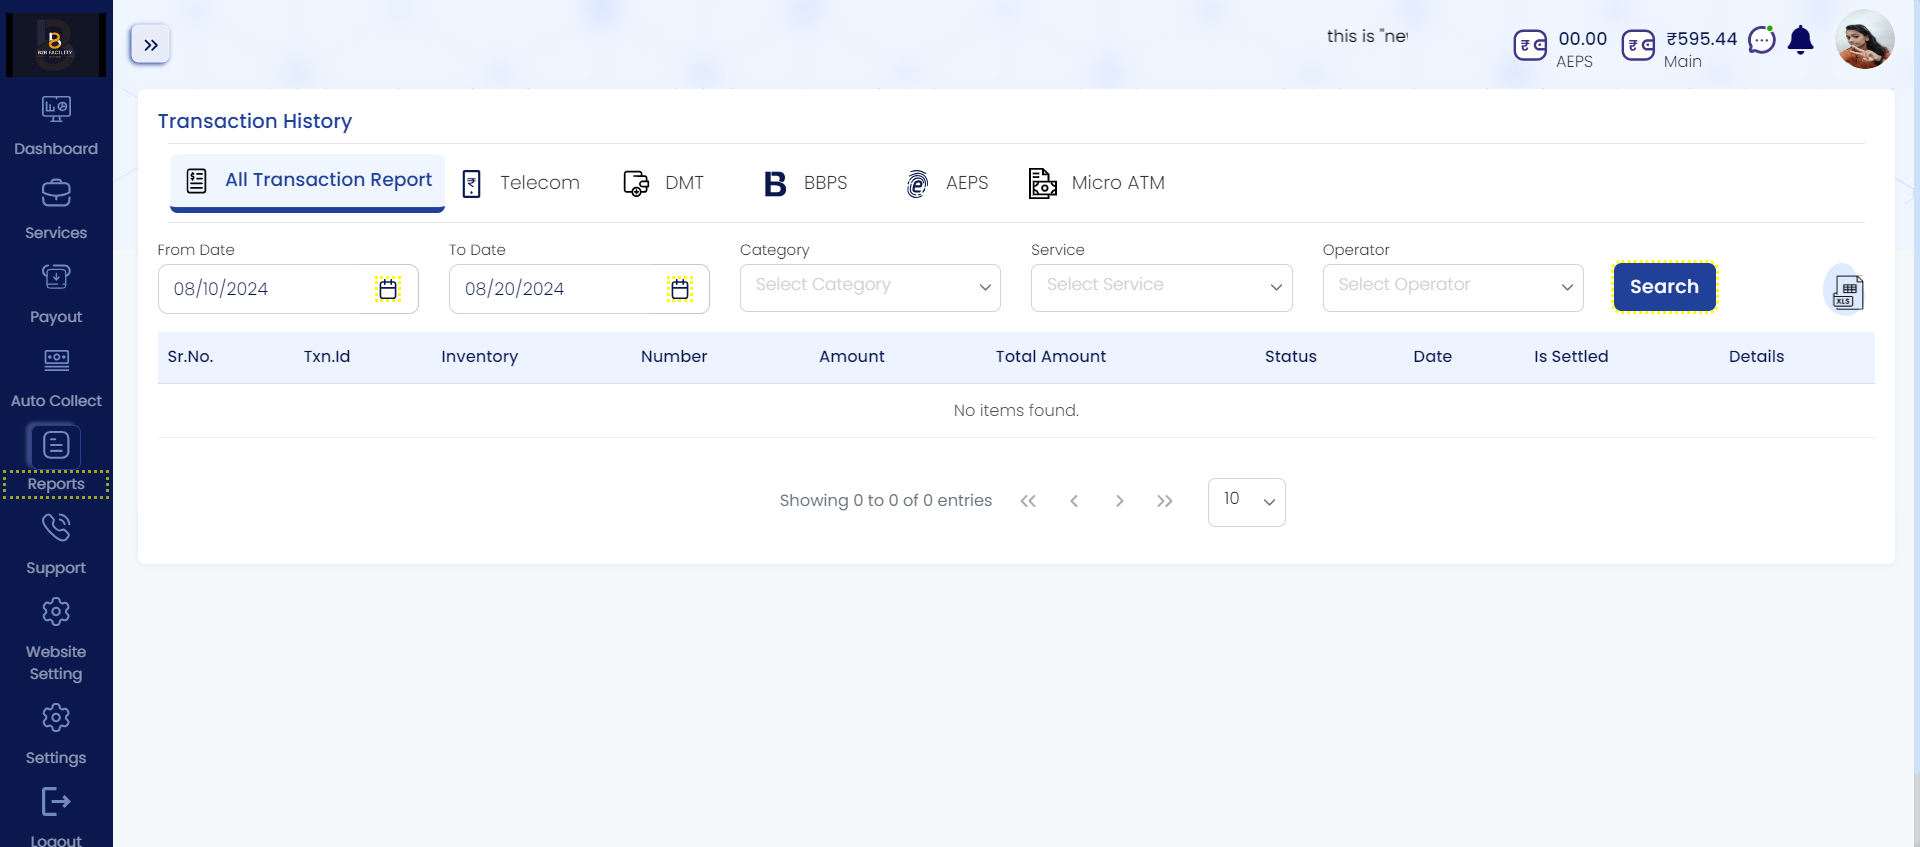 B2B FACILITY
this is "nev
00.00
AEPS
₹595.44
Main
Dashboard
Services
Payout
Auto Collect
Reports
Support
Website
Setting
Settings
Logout
Transaction History
All Transaction Report
Telecom
DMT
BBPS
AEPS
Micro ATM
From Date
To Date
Category
Service
Operator
08/10/2024
08/20/2024
Select Category
Select Service
Select Operator
Search
XLS
Sr.No. Txn.Id Inventory Number Amount Total Amount Status Date Is Settled Details
No items found.
Showing 0 to 0 of 0 entries
10